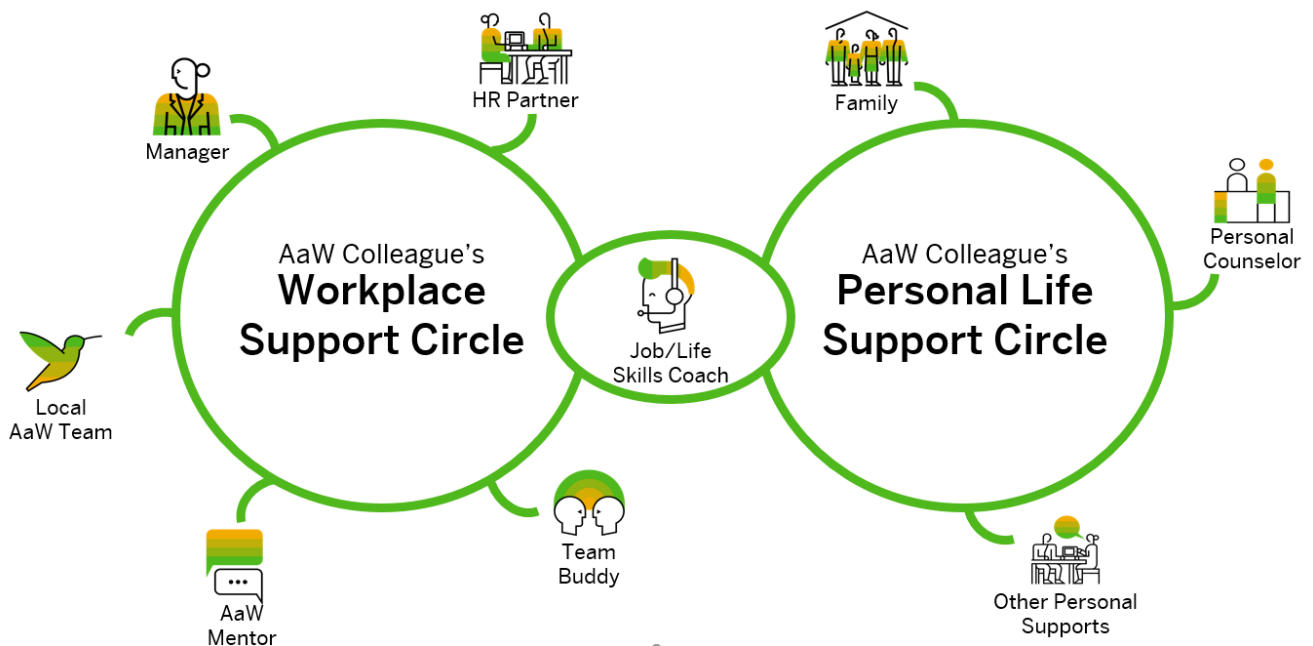 HR Partner
Family
Manager
Personal
Counselor
AaW Colleague's
Workplace
Support Circle
Job/Life
Skills Coach
AaW Colleague's
Personal Life
Support Circle
Local
AaW Team
Team
Buddy
AaW
Mentor
Other Personal
Supports